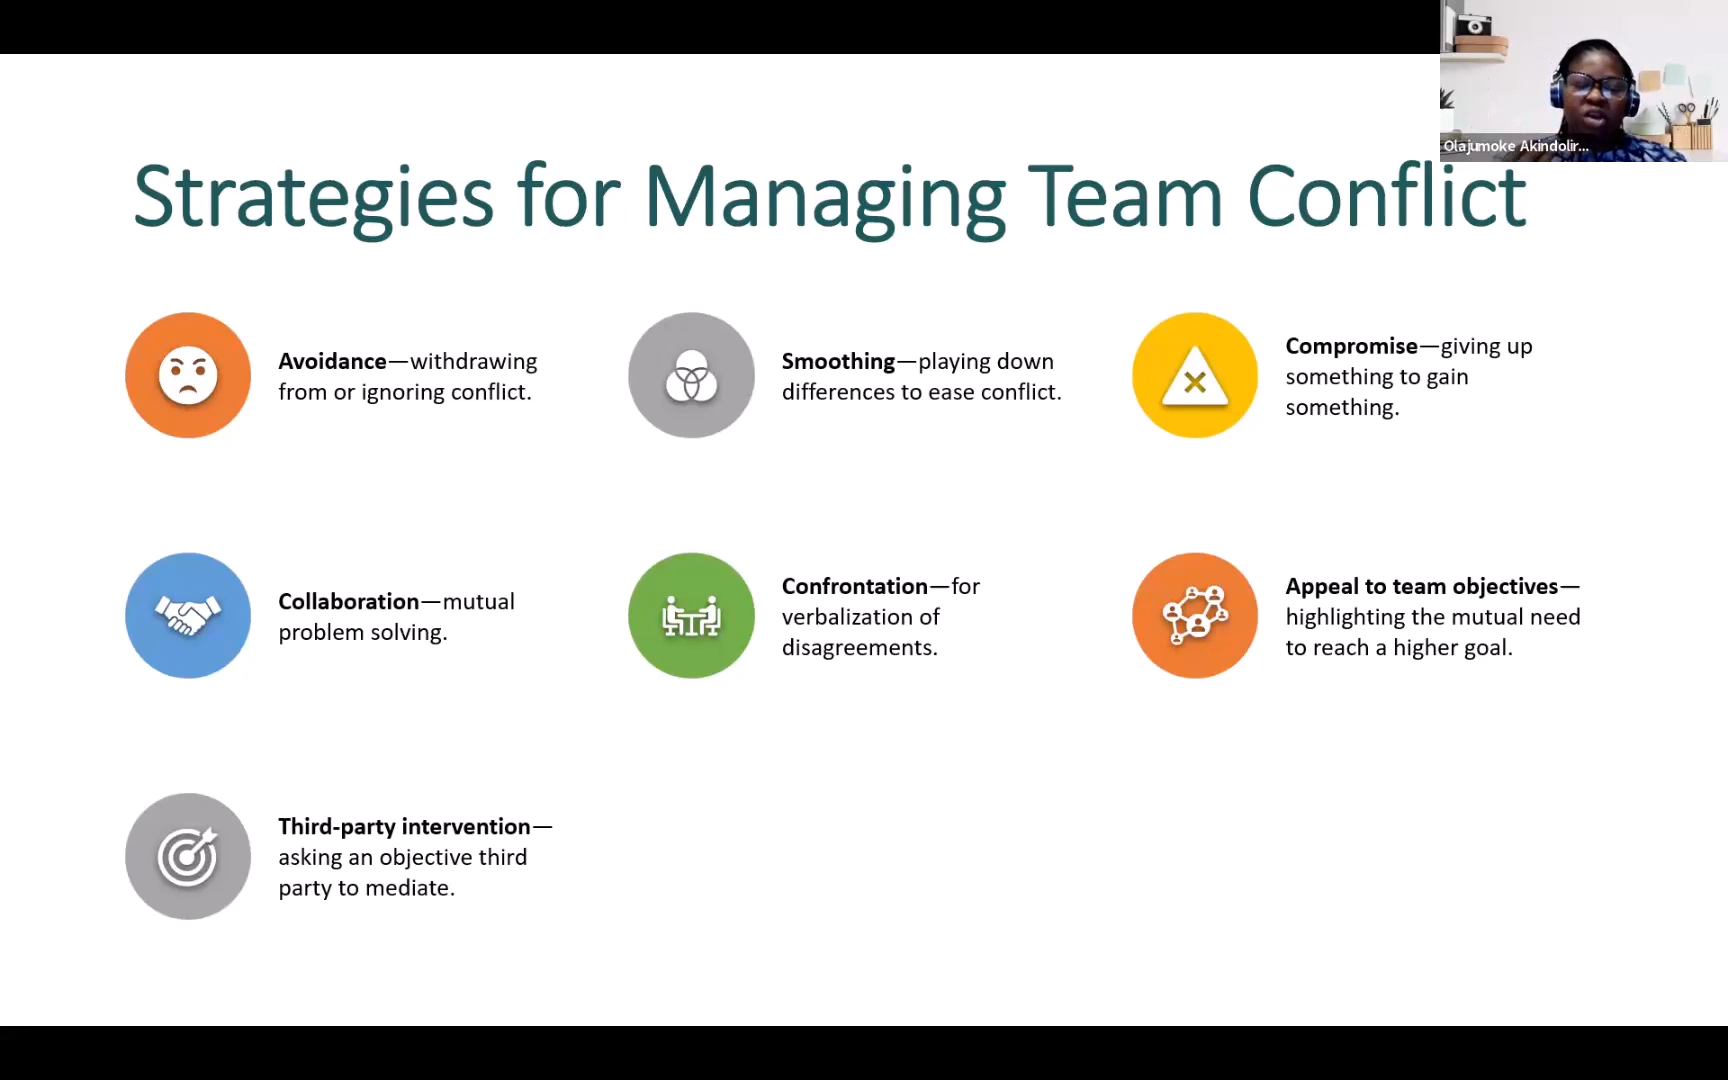 Olajumoke Akindolir...
Strategies for Managing Team Conflict
Avoidance—withdrawing
from or ignoring conflict.
Smoothing—playing down
differences to ease conflict.
Compromise—giving up
something to gain
something.
Collaboration—mutual
problem solving.
Confrontation—for
verbalization of
disagreements.
Appeal to team objectives—
highlighting the mutual need
to reach a higher goal.
Third-party intervention—
asking an objective third
party to mediate.